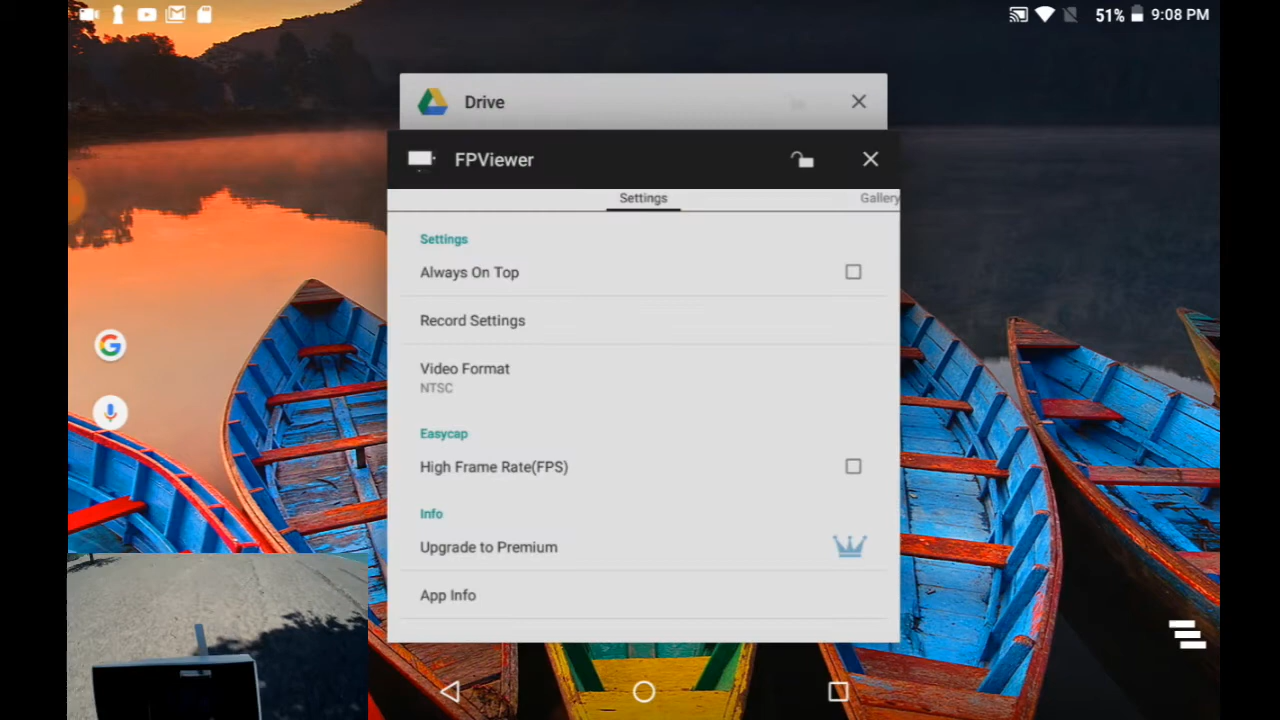 51% 9:08 PM
Drive
FPViewer
Settings Gallery
Settings
Always On Top
Record Settings
Video Format
NTSC
Easycap
High Frame Rate(FPS)
Info
Upgrade to Premium
App Info